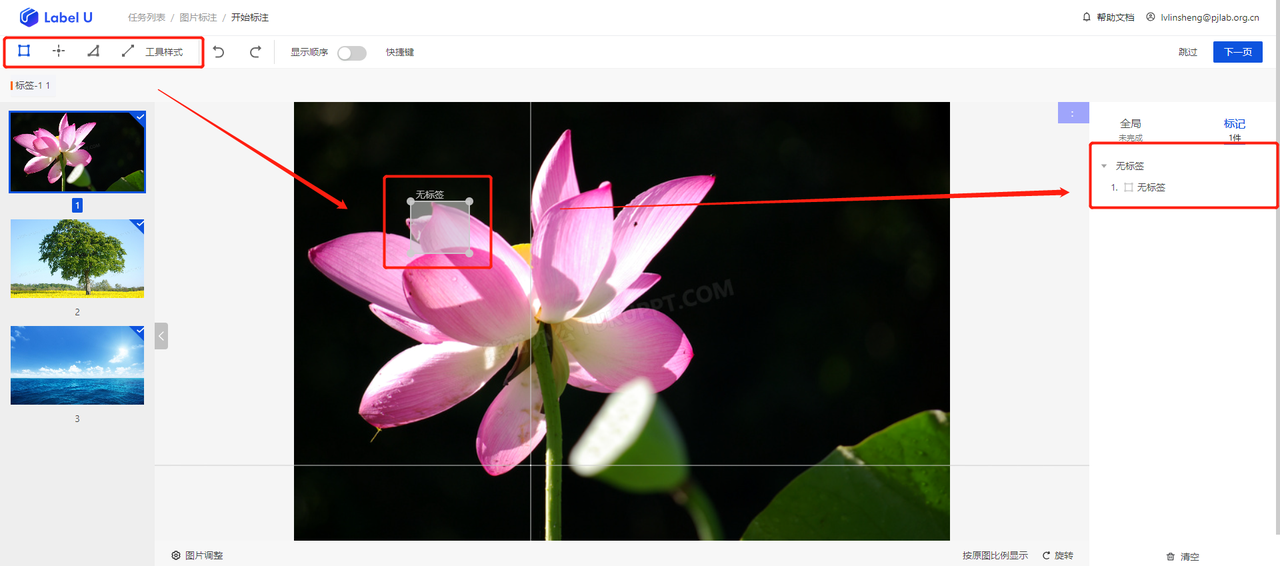 Label U
任务列表 / 图片标注 / 开始标注
帮助文档
lvlinsheng@pjlab.org.cn
工具样式
显示顺序
快捷键
跳过
下一页
标签-1 1
全局
未完成
标记
1件
无标签
1. 无标签
无标签
1
2
3
图片调整
按原图比例显示
旋转
清空